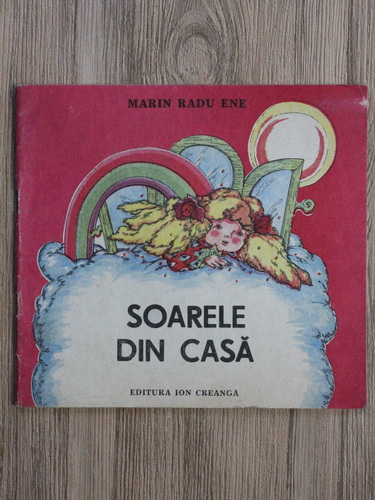 MARIN RADU ENE
SOARELE
DIN CASĂ
EDITURA ION CREANGĂ